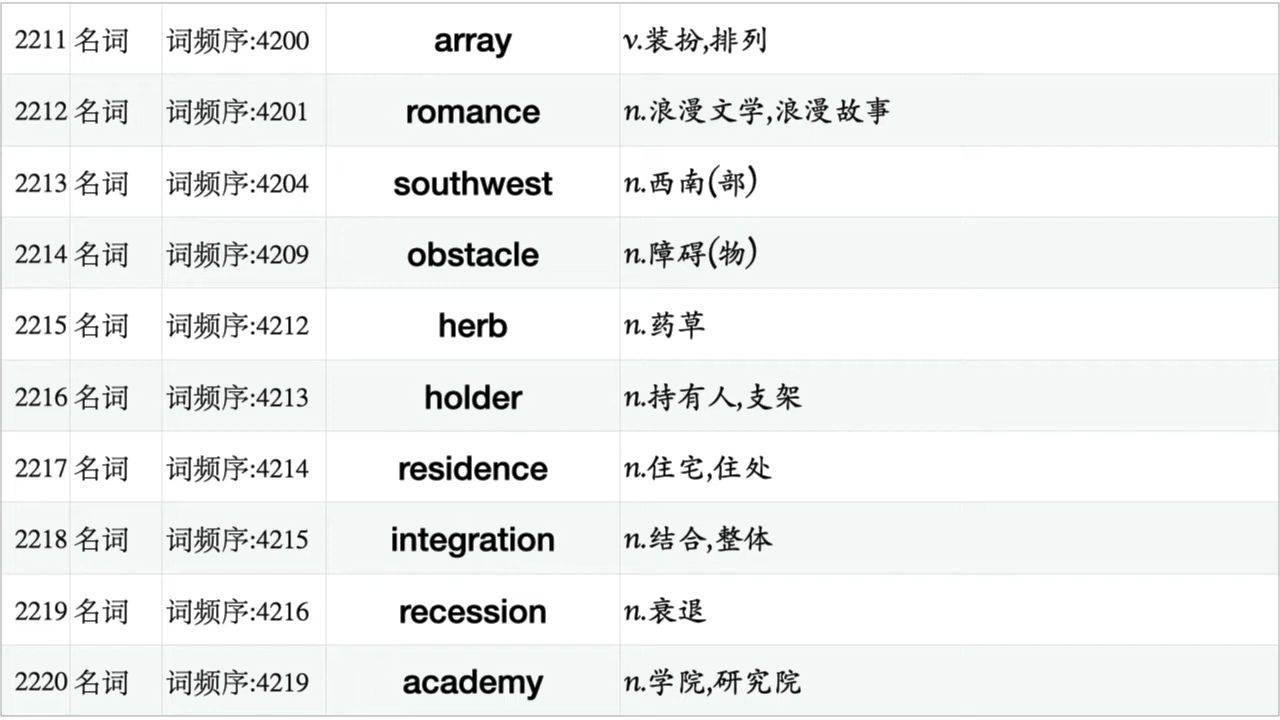 2211 名词 词频序:4200 array v.装扮,排列
2212 名词 词频序:4201 romance n.浪漫文学,浪漫故事
2213 名词 词频序:4204 southwest n.西南(部)
2214 名词 词频序:4209 obstacle n.障碍(物)
2215 名词 词频序:4212 herb n.药草
2216 名词 词频序:4213 holder n.持有人,支架
2217 名词 词频序:4214 residence n.住宅,住处
2218 名词 词频序:4215 integration n.结合,整体
2219 名词 词频序:4216 recession n.衰退
2220 名词 词频序:4219 academy n.学院,研究院